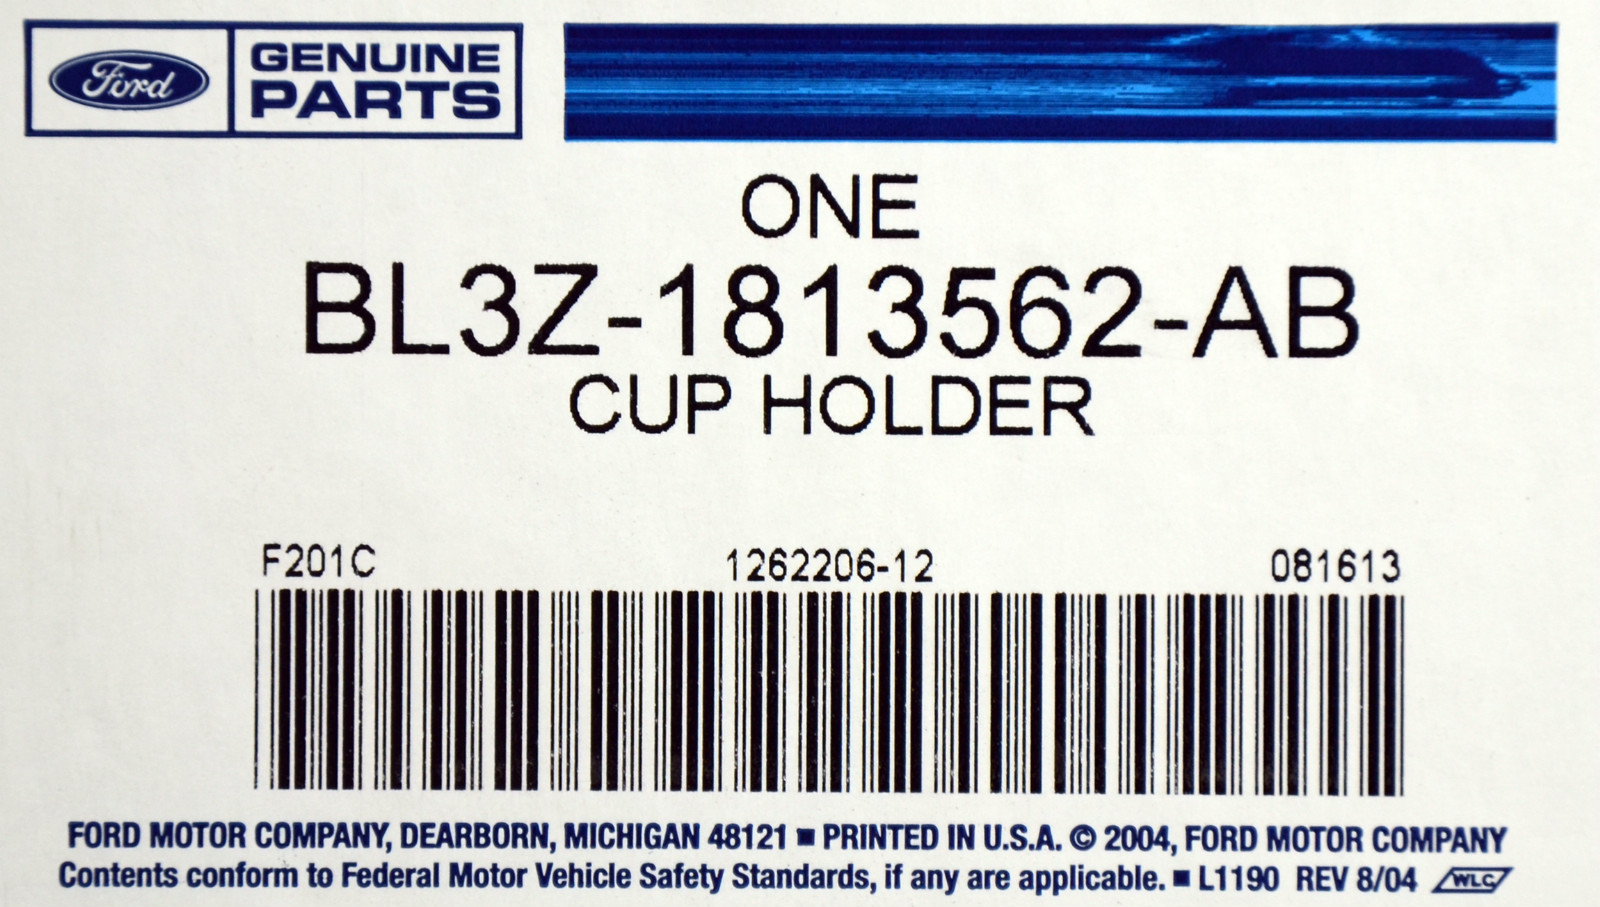 Ford GENUINE
PARTS
ONE
BL3Z-1813562-AB
CUP HOLDER
F201C 1262206-12 081613
FORD MOTOR COMPANY, DEARBORN, MICHIGAN 48121 ■ PRINTED IN U.S.A. © 2004, FORD MOTOR COMPANY
Contents conform to Federal Motor Vehicle Safety Standards, if any are applicable. ■ L1190 REV 8/04 WLC